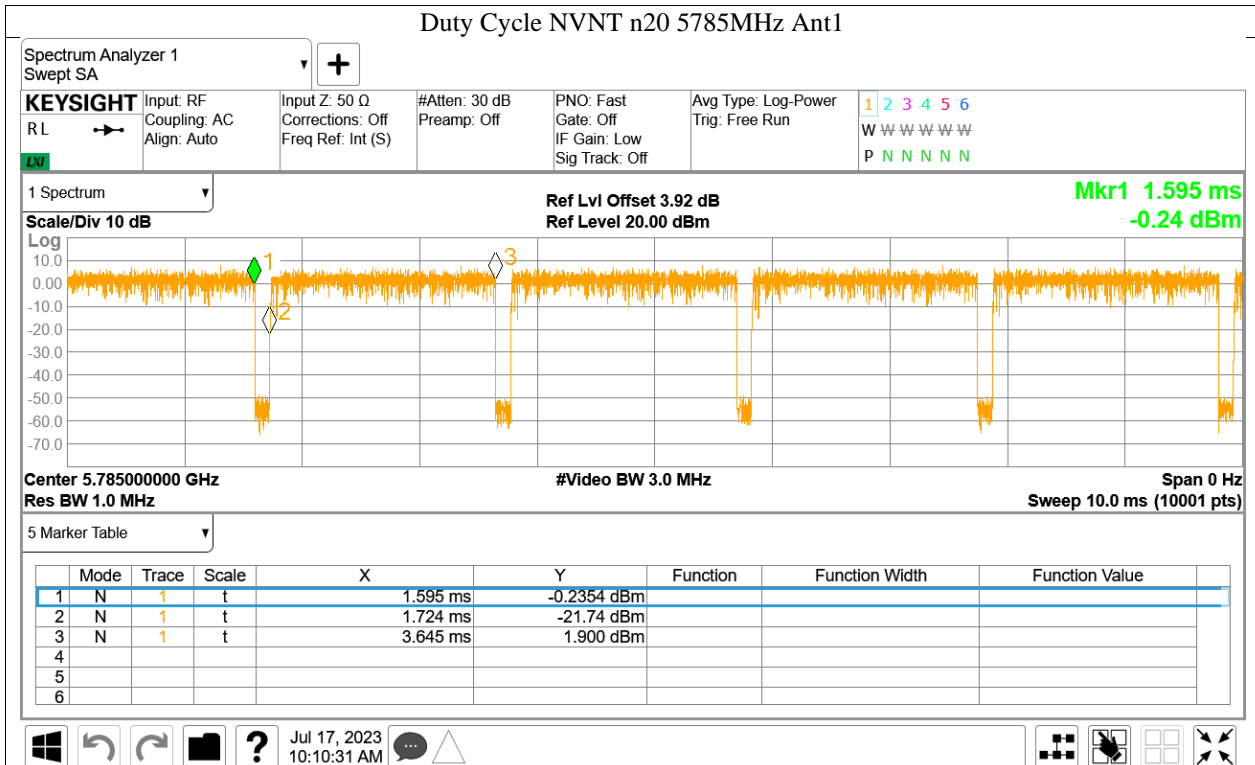 Duty Cycle NVNT n20 5785MHz Ant1
Spectrum Analyzer 1
Swept SA
KEYSIGHT
R L
LXI
Input: RF
Coupling: AC
Align: Auto
Input Z: 50 Ω
Corrections: Off
Freq Ref: Int (S)
#Atten: 30 dB
Preamp: Off
PNO: Fast
Gate: Off
IF Gain: Low
Sig Track: Off
Avg Type: Log-Power
Trig: Free Run
1 2 3 4 5 6
W W W W W W
P N N N N N
1 Spectrum
Scale/Div 10 dB
Ref Lvl Offset 3.92 dB
Ref Level 20.00 dBm
Mkr1 1.595 ms
-0.24 dBm
Log
10.0
0.00
-10.0
-20.0
-30.0
-40.0
-50.0
-60.0
-70.0
1
2
3
Center 5.785000000 GHz
#Video BW 3.0 MHz
Span 0 Hz
Res BW 1.0 MHz
Sweep 10.0 ms (10001 pts)
5 Marker Table
Mode Trace Scale X Y Function Function Width Function Value
1 N 1 t 1.595 ms -0.2354 dBm
2 N 1 t 1.724 ms -21.74 dBm
3 N 1 t 3.645 ms 1.900 dBm
4
5
6
?
Jul 17, 2023
10:10:31 AM